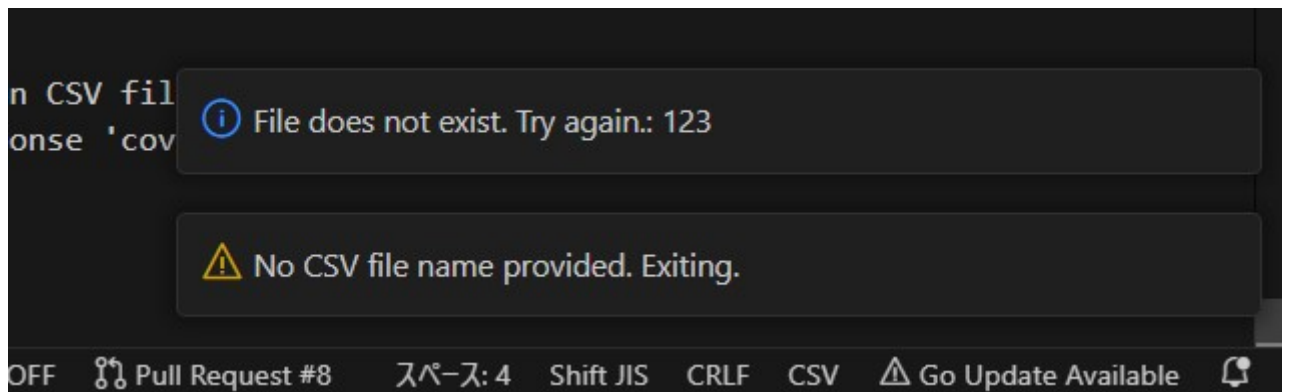 n CSV fil
onse 'cov
File does not exist. Try again.: 123
No CSV file name provided. Exiting.
OFF Pull Request #8 スペース: 4 Shift JIS CRLF CSV Go Update Available